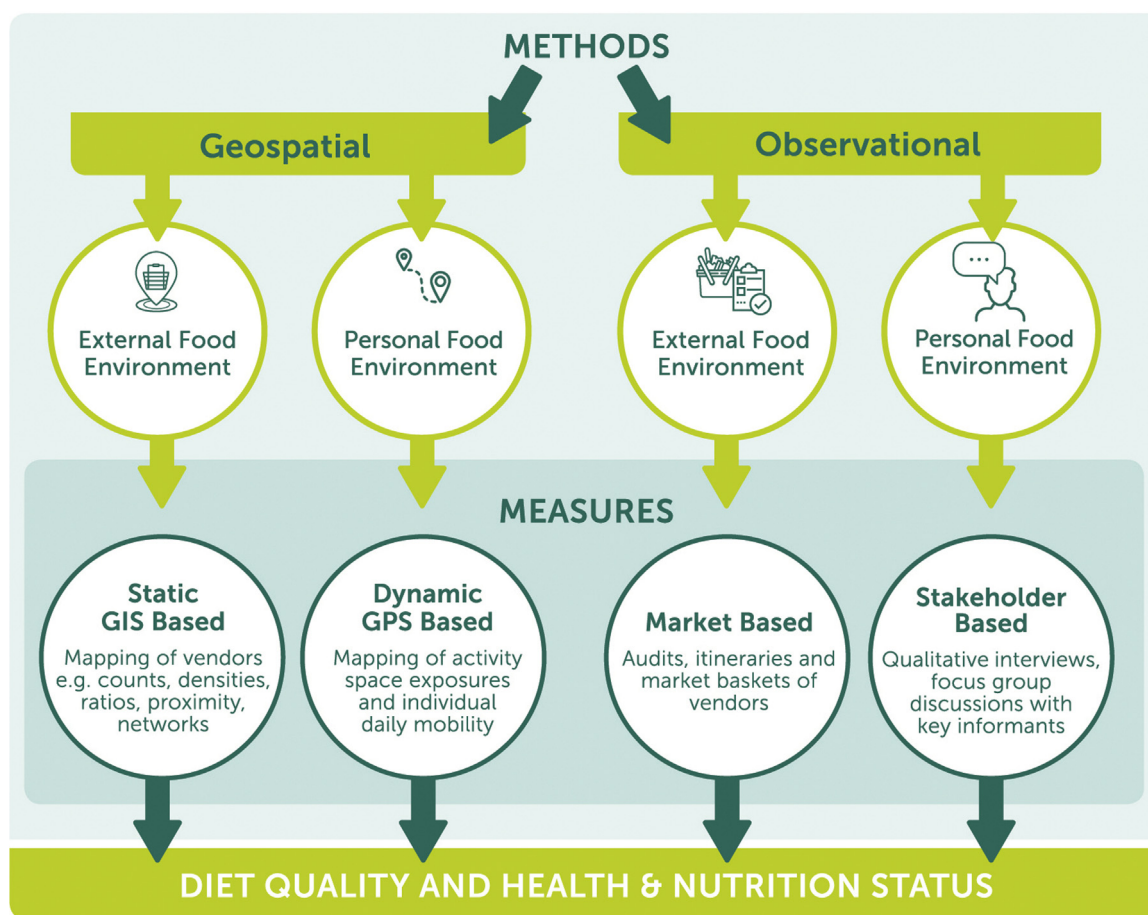 METHODS
Geospatial
Observational
External Food
Environment
Personal Food
Environment
External Food
Environment
Personal Food
Environment
MEASURES
Static
GIS Based
Mapping of vendors
e.g. counts, densities,
ratios, proximity,
networks
Dynamic
GPS Based
Mapping of activity
space exposures
and individual
daily mobility
Market Based
Audits, itineraries and
market baskets of
vendors
Stakeholder
Based
Qualitative interviews,
focus group
discussions with
key informants
DIET QUALITY AND HEALTH & NUTRITION STATUS